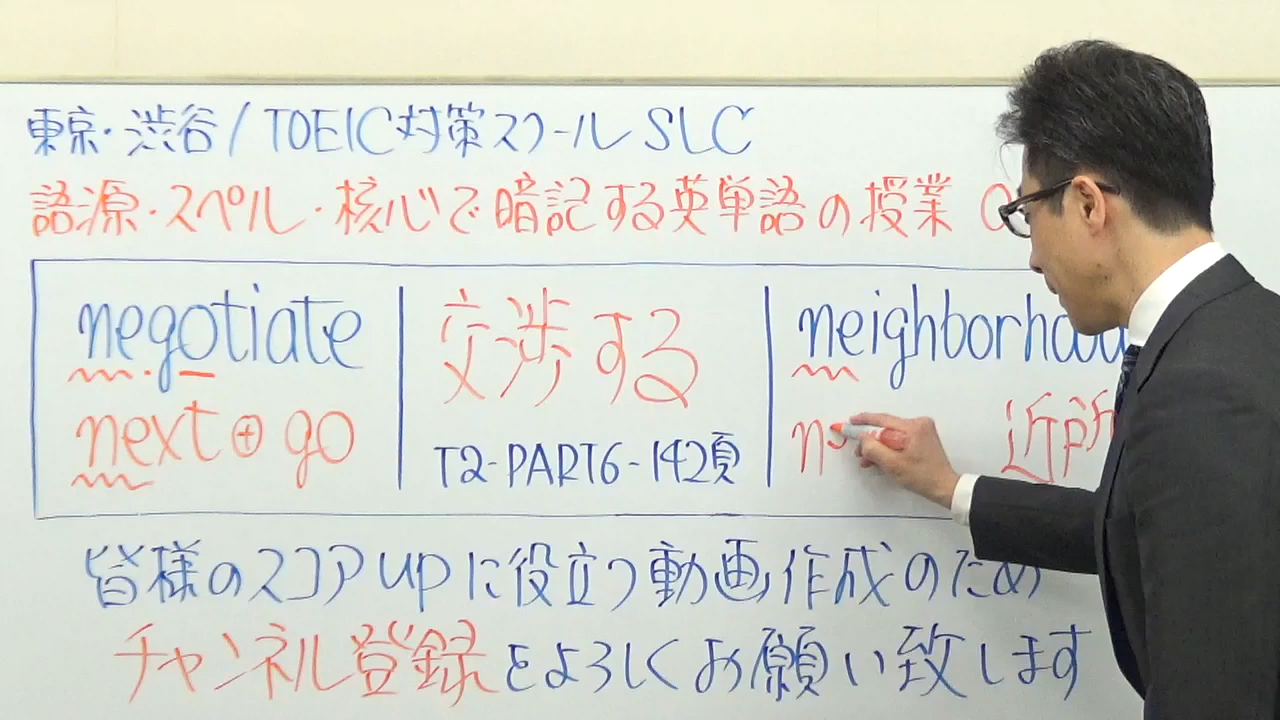 東京・渋谷/TOEIC対策スクール SLC
語源・スペル・核心で暗記する英単語の授業
negotiate
next⊕go
交渉する
T2-PART6-142頁
neighborhood
近所
皆様のスコアupに役立つ動画作成のため
チャンネル登録をよろしくお願い致します